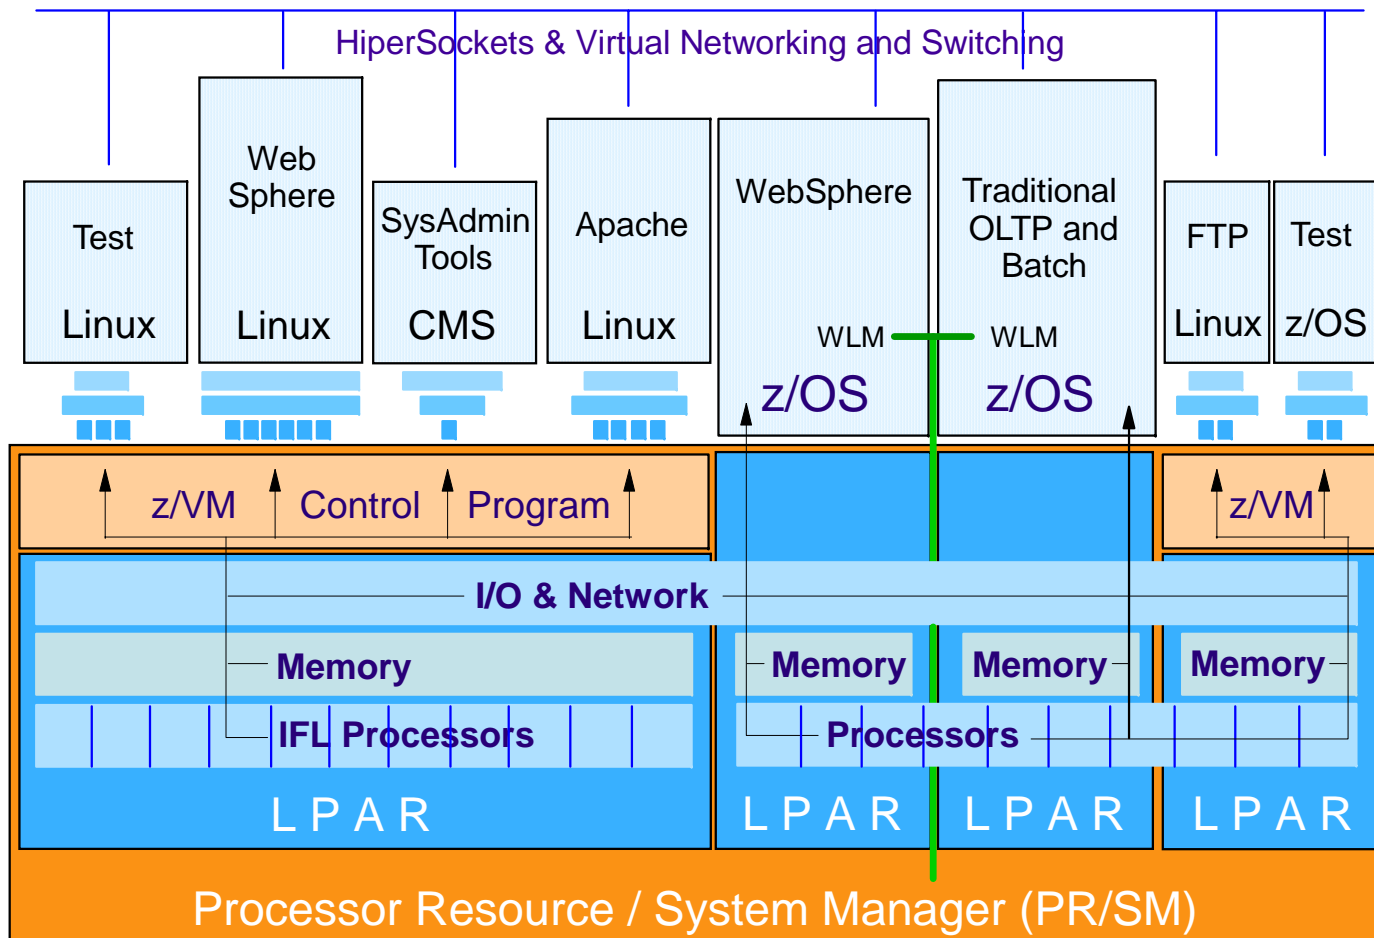 HiperSockets & Virtual Networking and Switching
Test
Linux
Web
Sphere
Linux
SysAdmin
Tools
CMS
Apache
Linux
WebSphere
WLM
z/OS
Traditional
OLTP and
Batch
WLM
z/OS
FTP
Linux
Test
z/OS
z/VM Control Program
z/VM
I/O & Network
Memory
Memory
Memory
Memory
IFL Processors
Processors
LPAR
LPAR
LPAR
LPAR
Processor Resource / System Manager (PR/SM)